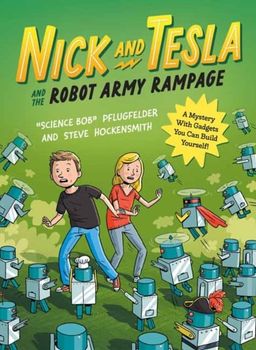 NICK AND TESLA
AND THE ROBOT ARMY RAMPAGE
"SCIENCE BOB" PFLUGFELDER
AND STEVE HOCKENSMITH
A Mystery
With Gadgets
You Can Build
Yourself!